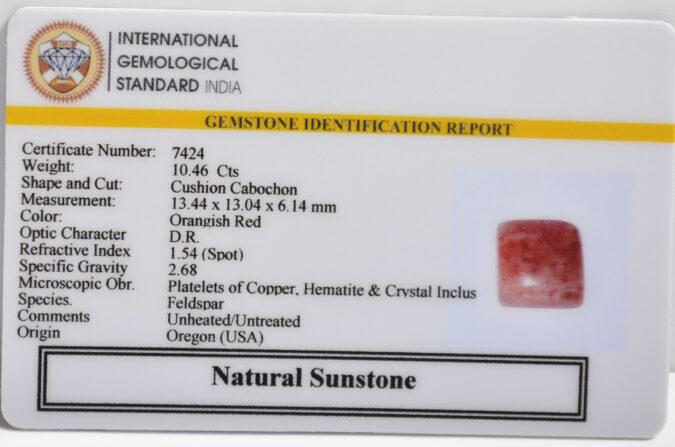 IGS
INTERNATIONAL
GEMOLOGICAL
STANDARD INDIA
GEMSTONE IDENTIFICATION REPORT
Certificate Number: 7424
Weight: 10.46 Cts
Shape and Cut: Cushion Cabochon
Measurement: 13.44 x 13.04 x 6.14 mm
Color: Orangish Red
Optic Character D.R.
Refractive Index 1.54 (Spot)
Specific Gravity 2.68
Microscopic Obr. Platelets of Copper, Hematite & Crystal Inclus
Species. Feldspar
Comments Unheated/Untreated
Origin Oregon (USA)
Natural Sunstone